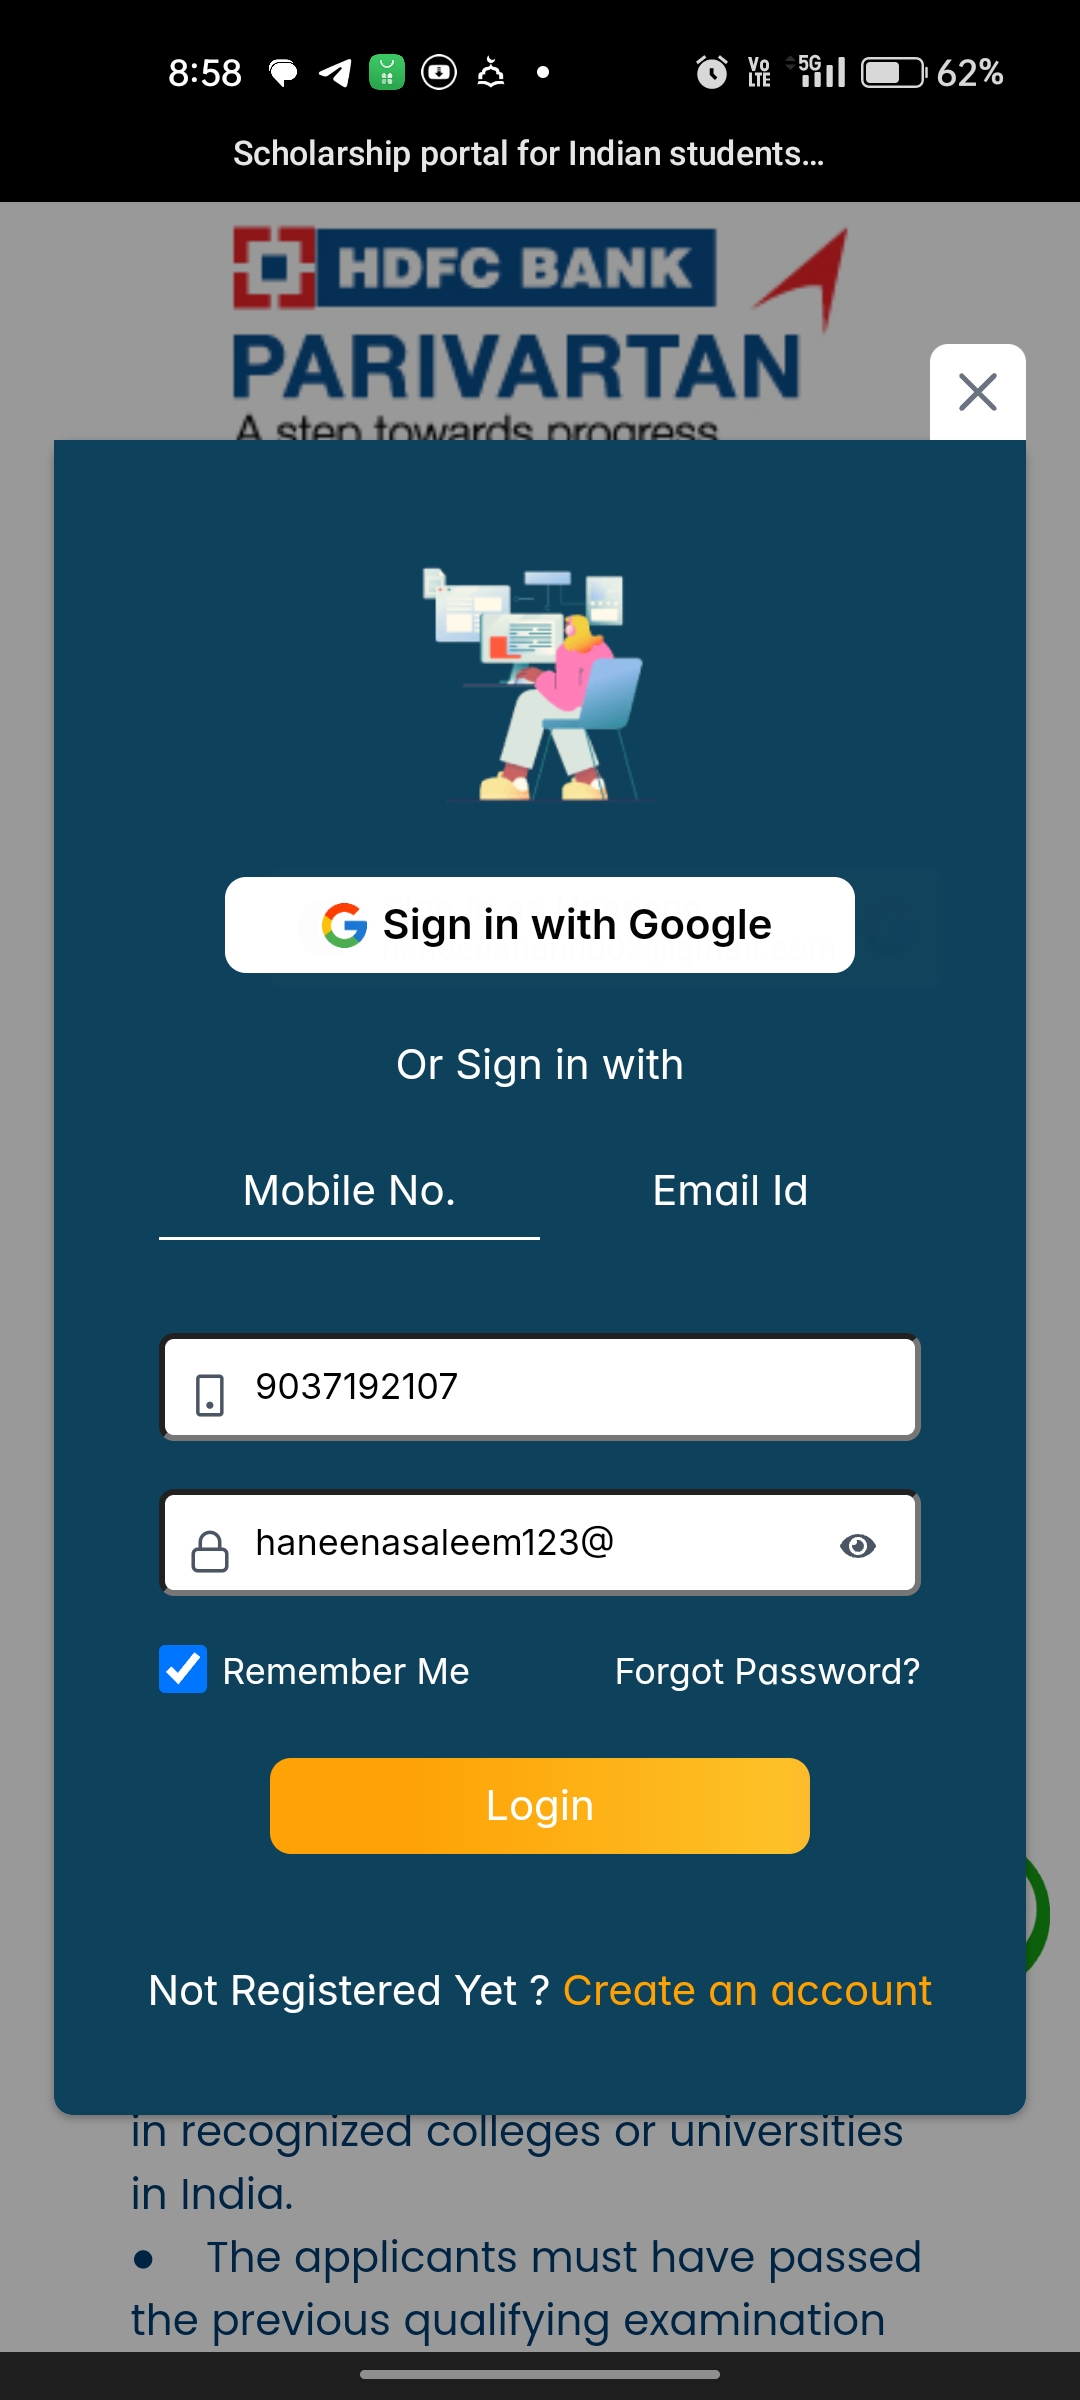 8:58
Vo
LTE
5G
62%
Scholarship portal for Indian students...
HDFC BANK
PARIVARTAN
A step towards progress
Sign in with Google
Or Sign in with
Mobile No.
Email Id
9037192107
haneenasaleem123@
Remember Me
Forgot Password?
Login
Not Registered Yet ? Create an account
in recognized colleges or universities
in India.
● The applicants must have passed
the previous qualifying examination